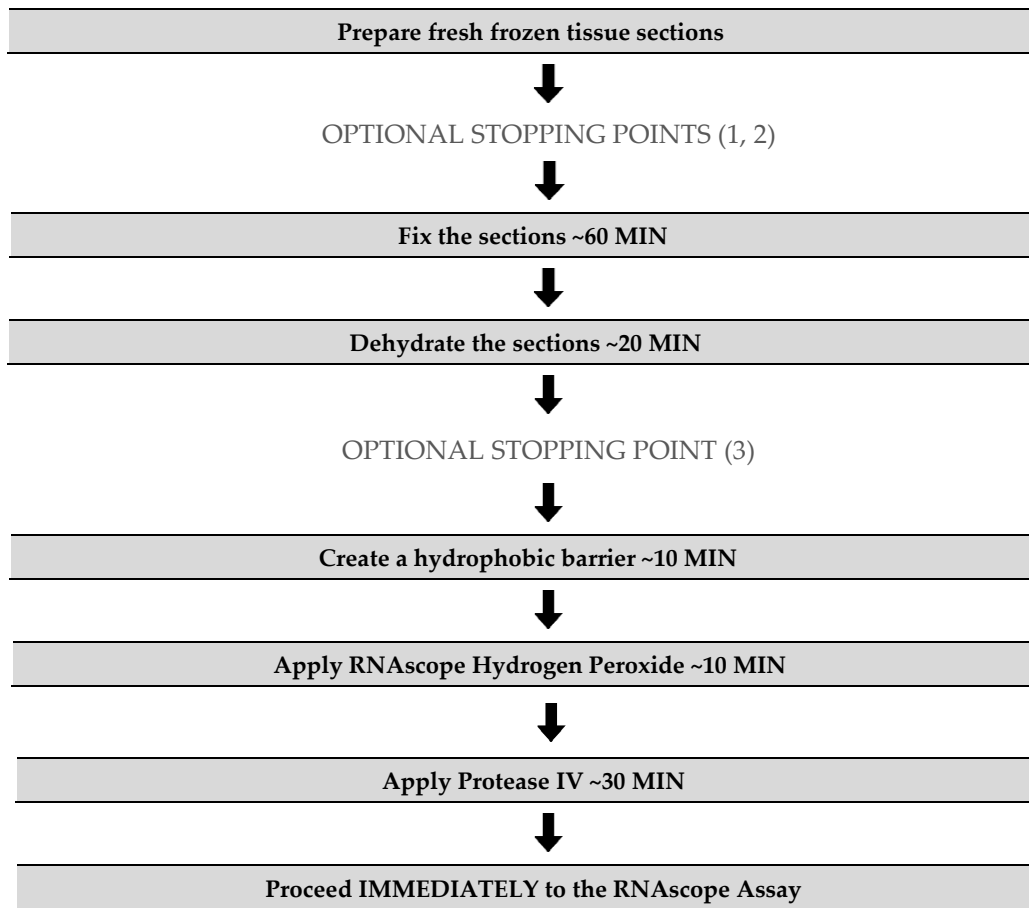 Prepare fresh frozen tissue sections
OPTIONAL STOPPING POINTS (1, 2)
Fix the sections ~60 MIN
Dehydrate the sections ~20 MIN
OPTIONAL STOPPING POINT (3)
Create a hydrophobic barrier ~10 MIN
Apply RNAscope Hydrogen Peroxide ~10 MIN
Apply Protease IV ~30 MIN
Proceed IMMEDIATELY to the RNAscope Assay